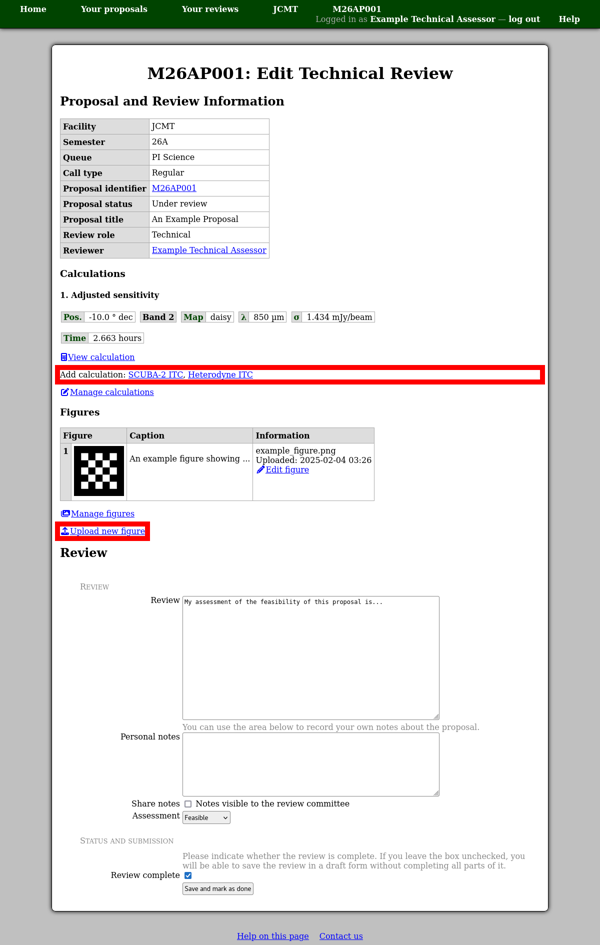 Home Your proposals Your reviews JCMT M26AP001
Logged in as Example Technical Assessor — log out Help
M26AP001: Edit Technical Review
Proposal and Review Information
Facility JCMT
Semester 26A
Queue PI Science
Call type Regular
Proposal identifier M26AP001
Proposal status Under review
Proposal title An Example Proposal
Review role Technical
Reviewer Example Technical Assessor
Calculations
1. Adjusted sensitivity
Pos. -10.0 ° dec Band 2 Map daisy λ 850 µm σ 1.434 mJy/beam
Time 2.663 hours
View calculation
Add calculation: SCUBA-2 ITC, Heterodyne ITC
Manage calculations
Figures
Figure Caption Information
1 An example figure showing ... example_figure.png
Uploaded: 2025-02-04 03:26
Edit figure
Manage figures
Upload new figure
Review
Review
Review My assessment of the feasibility of this proposal is...
You can use the area below to record your own notes about the proposal.
Personal notes
Share notes Notes visible to the review committee
Assessment Feasible
Status and submission
Please indicate whether the review is complete. If you leave the box unchecked, you
will be able to save the review in a draft form without completing all parts of it.
Review complete
Save and mark as done
Help on this page Contact us